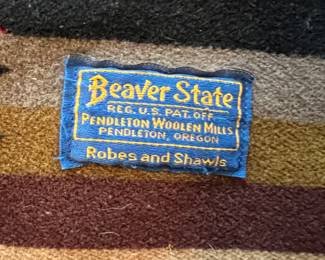 Beaver State
REG. U.S. PAT. OFF
PENDLETON WOOLEN MILLS
PENDLETON, OREGON
Robes and Shawls